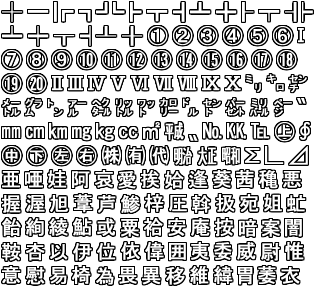 ①②③④⑤⑥Ⅰ
⑦⑧⑨⑩⑪⑫⑬⑭⑮⑯⑰⑱
⑲⑳ⅡⅢⅣⅤⅥⅦⅧⅨⅩ㍉㌔㌢
㍍㌘㌧㌃㌶㍑㍗㌍㌦㌣㌫㍊㌻〝
㎜㎝㎞㎎㎏㏄㎡㍻〟№㏍℡㊤∮
㊥㊦㊧㊨㈱㈲㈹㍾㍽㍼∑∟⊿
亜唖娃阿哀愛挨姶逢葵茜穐悪
握渥旭葦芦鯵梓圧斡扱宛姐虻
飴絢綾鮎或粟袷安庵按暗案闇
鞍杏以伊位依偉囲夷委威尉惟
意慰易椅為畏異移維緯胃萎衣